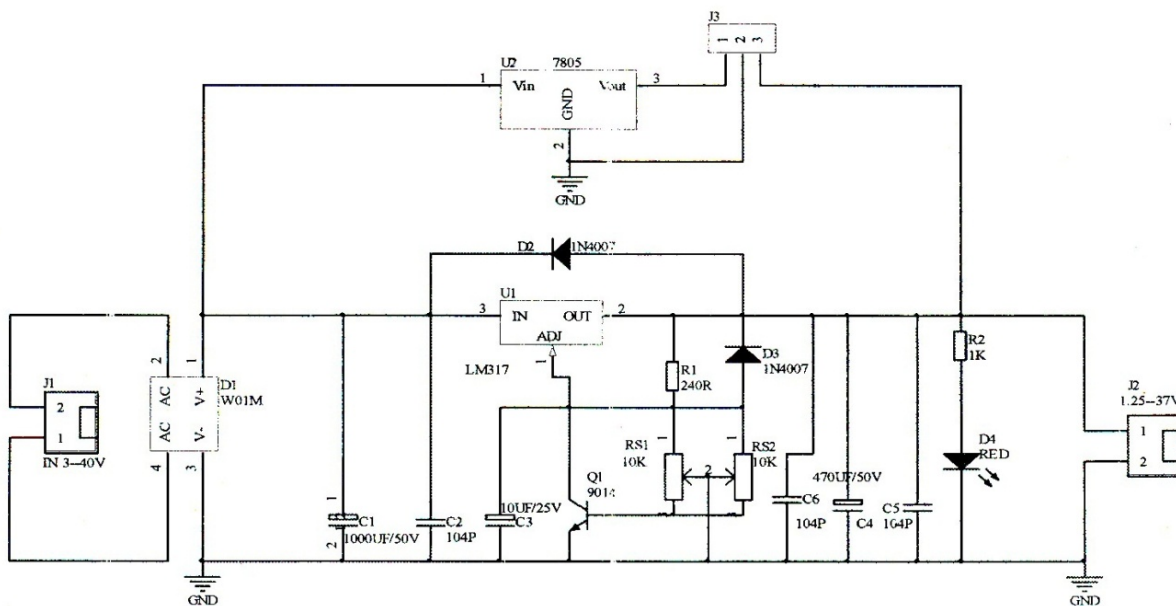 J3
1 2 3
U2 7805
1 Vin Vout 3
GND
2
GND
D2 1N4007
U1
3 IN OUT 2
ADJ
1
LM317
R1
240R
D3
1N4007
R2
1K
J2
1.25--37V
1
2
D4
RED
J1
2
1
IN 3--40V
2 1
AC V+
AC V-
4 3
D1
W01M
RS1
10K
1
2
1
RS2
10K
Q1
9014
10UF/25V
C3
1
C1
1000UF/50V
2
C2
104P
C6
104P
470UF/50V
C4
C5
104P
GND
GND